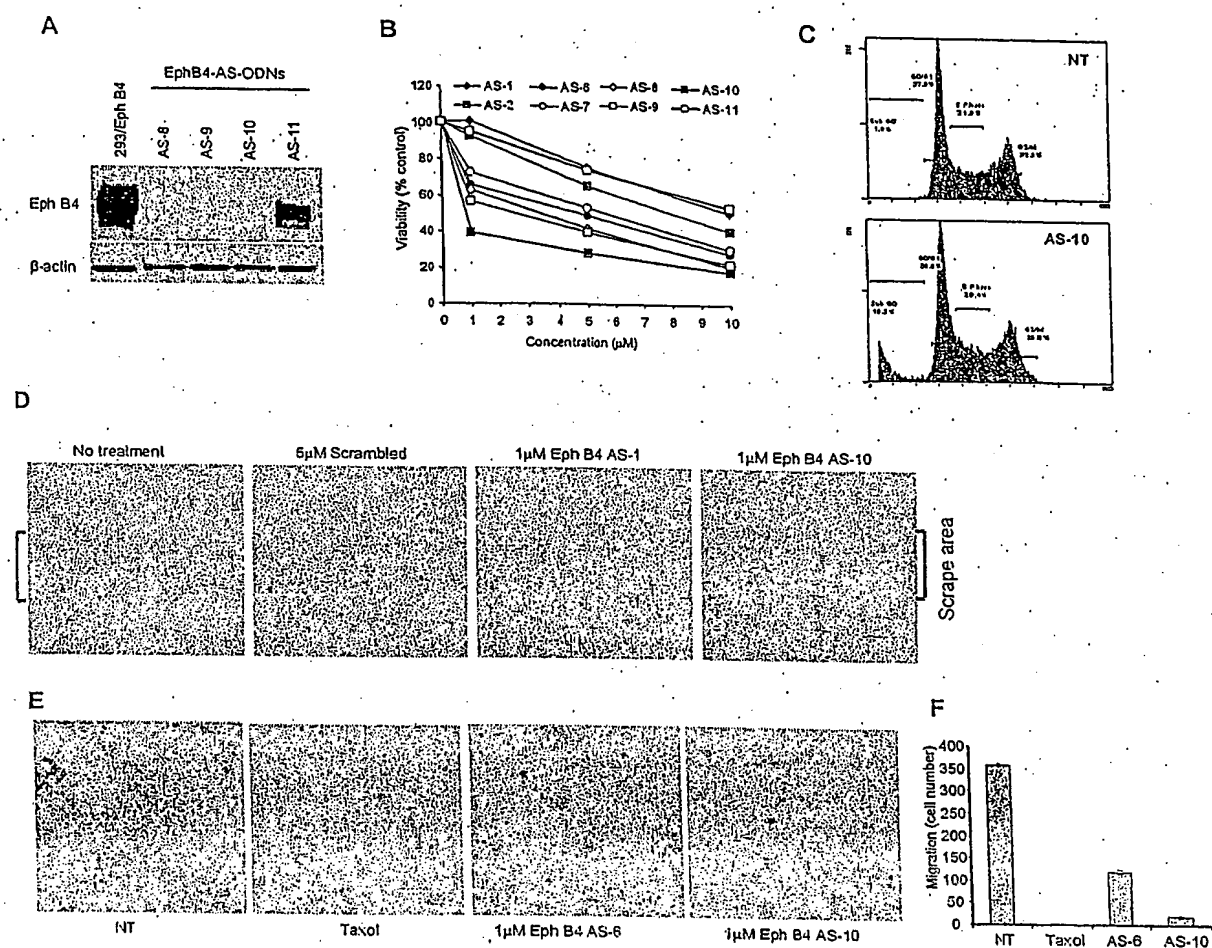 A
EphB4-AS-ODNs
293/Eph B4
AS-8
AS-9
AS-10
AS-11
Eph B4
β-actin
B
AS-1
AS-6
AS-8
AS-10
AS-2
AS-7
AS-9
AS-11
Viability (% control)
120
100
80
60
40
20
0
0 1 2 3 4 5 6 7 8 9 10
Concentration (µM)
C
NT
AS-10
D
No treatment
5µM Scrambled
1µM Eph B4 AS-1
1µM Eph B4 AS-10
Scrape area
E
NT
Taxol
1µM Eph B4 AS-6
1µM Eph B4 AS-10
F
Migration (cell number)
400
350
300
250
200
150
100
50
0
NT Taxol AS-6 AS-10